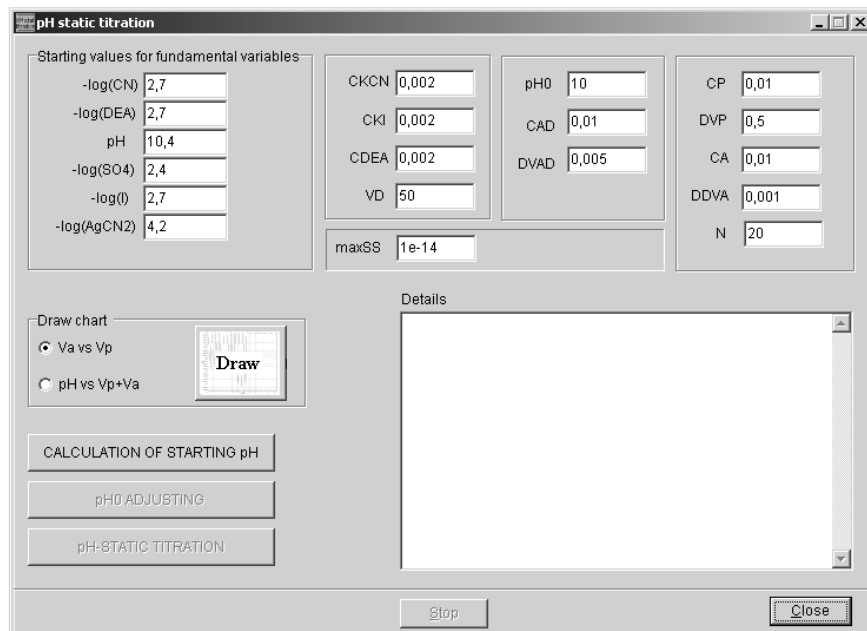 pH static titration
Starting values for fundamental variables
-log(CN) 2,7
-log(DEA) 2,7
pH 10,4
-log(SO4) 2,4
-log(I) 2,7
-log(AgCN2) 4,2
CKCN 0,002
CKI 0,002
CDEA 0,002
VD 50
maxSS 1e-14
pH0 10
CAD 0,01
DVAD 0,005
CP 0,01
DVP 0,5
CA 0,01
DDVA 0,001
N 20
Draw chart
Va vs Vp
pH vs Vp+Va
Draw
Details
CALCULATION OF STARTING pH
pH0 ADJUSTING
pH-STATIC TITRATION
Stop
Close